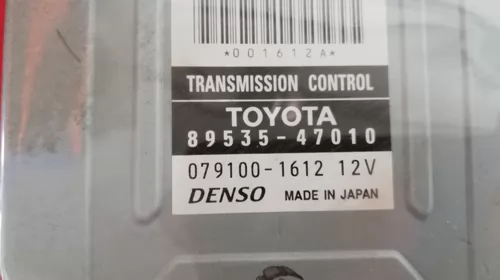 *001612A*
TRANSMISSION CONTROL
TOYOTA
89535-47010
079100-1612 12V
DENSO MADE IN JAPAN